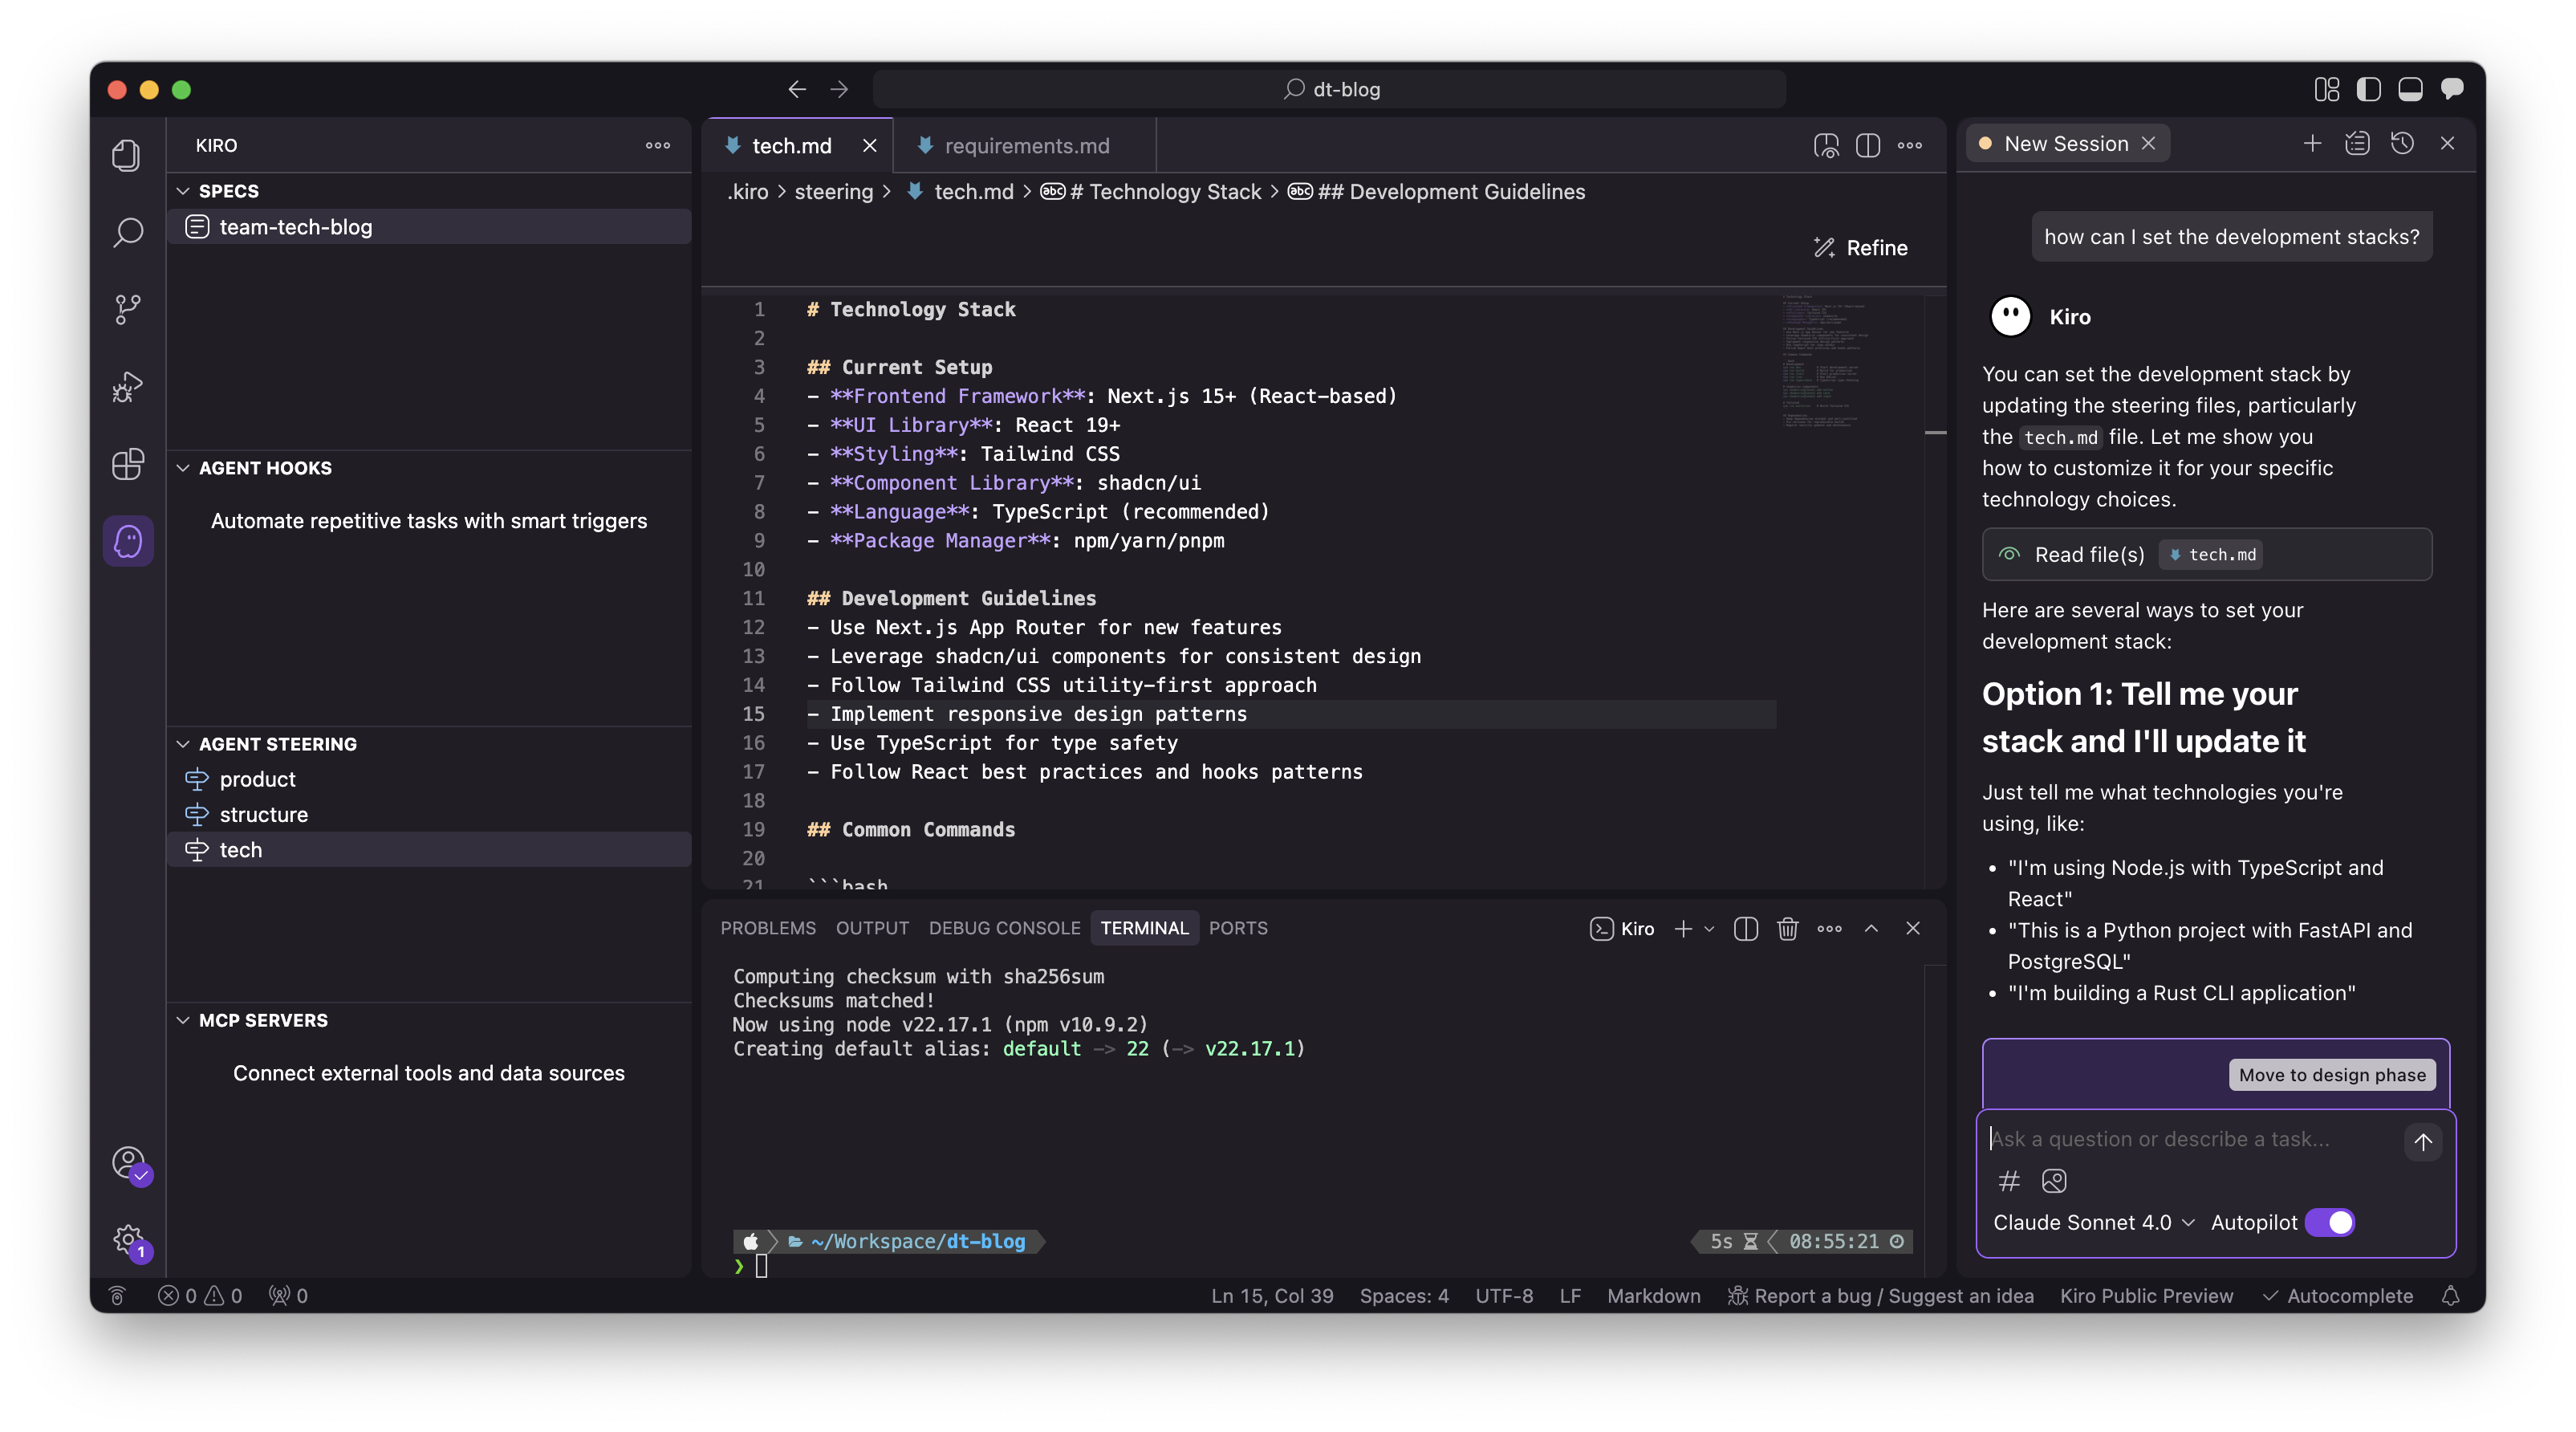 dt-blog
KIRO
SPECS
team-tech-blog
AGENT HOOKS
Automate repetitive tasks with smart triggers
AGENT STEERING
product
structure
tech
MCP SERVERS
Connect external tools and data sources
1
tech.md
requirements.md
.kiro > steering > tech.md > abc # Technology Stack > abc ## Development Guidelines
Refine
1 # Technology Stack
2
3 ## Current Setup
4 - **Frontend Framework**: Next.js 15+ (React-based)
5 - **UI Library**: React 19+
6 - **Styling**: Tailwind CSS
7 - **Component Library**: shadcn/ui
8 - **Language**: TypeScript (recommended)
9 - **Package Manager**: npm/yarn/pnpm
10
11 ## Development Guidelines
12 - Use Next.js App Router for new features
13 - Leverage shadcn/ui components for consistent design
14 - Follow Tailwind CSS utility-first approach
15 - Implement responsive design patterns
16 - Use TypeScript for type safety
17 - Follow React best practices and hooks patterns
18
19 ## Common Commands
20
21 ```bash
PROBLEMS OUTPUT DEBUG CONSOLE TERMINAL PORTS
Kiro
Computing checksum with sha256sum
Checksums matched!
Now using node v22.17.1 (npm v10.9.2)
Creating default alias: default -> 22 (-> v22.17.1)
~/Workspace/dt-blog
5s 08:55:21
❯
New Session
how can I set the development stacks?
Kiro
You can set the development stack by
updating the steering files, particularly
the tech.md file. Let me show you
how to customize it for your specific
technology choices.
Read file(s) tech.md
Here are several ways to set your
development stack:
Option 1: Tell me your
stack and I'll update it
Just tell me what technologies you're
using, like:
• "I'm using Node.js with TypeScript and
React"
• "This is a Python project with FastAPI and
PostgreSQL"
• "I'm building a Rust CLI application"
Move to design phase
Ask a question or describe a task...
#
Claude Sonnet 4.0 Autopilot
0 0 0
Ln 15, Col 39 Spaces: 4 UTF-8 LF Markdown Report a bug / Suggest an idea Kiro Public Preview Autocomplete